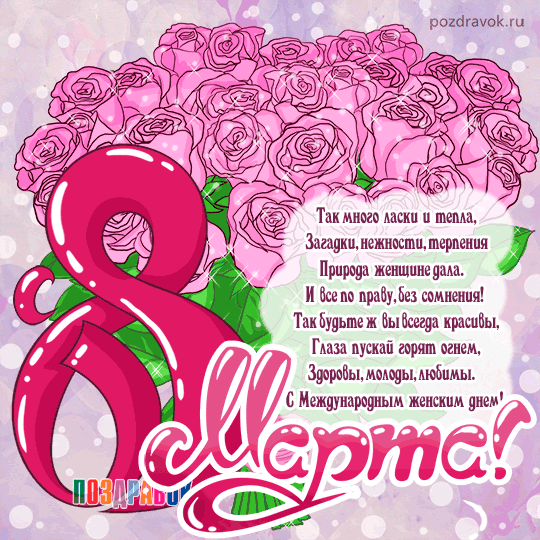 pozdravok.ru
Так много ласки и тепла,
Загадки, нежности, терпения
Природа женщине дала.
И все по праву, без сомнения!
Так будьте ж вы всегда красивы,
Глаза пускай горят огнем,
Здоровы, молоды, любимы.
С Международным женским днем!
8 Марта!